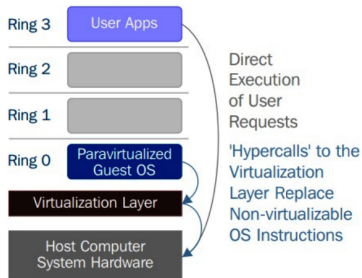 Ring 3
User Apps
Ring 2
Ring 1
Ring 0
Paravirtualized
Guest OS
Virtualization Layer
Host Computer
System Hardware
Direct
Execution
of User
Requests
'Hypercalls' to the
Virtualization
Layer Replace
Non-virtualizable
OS Instructions